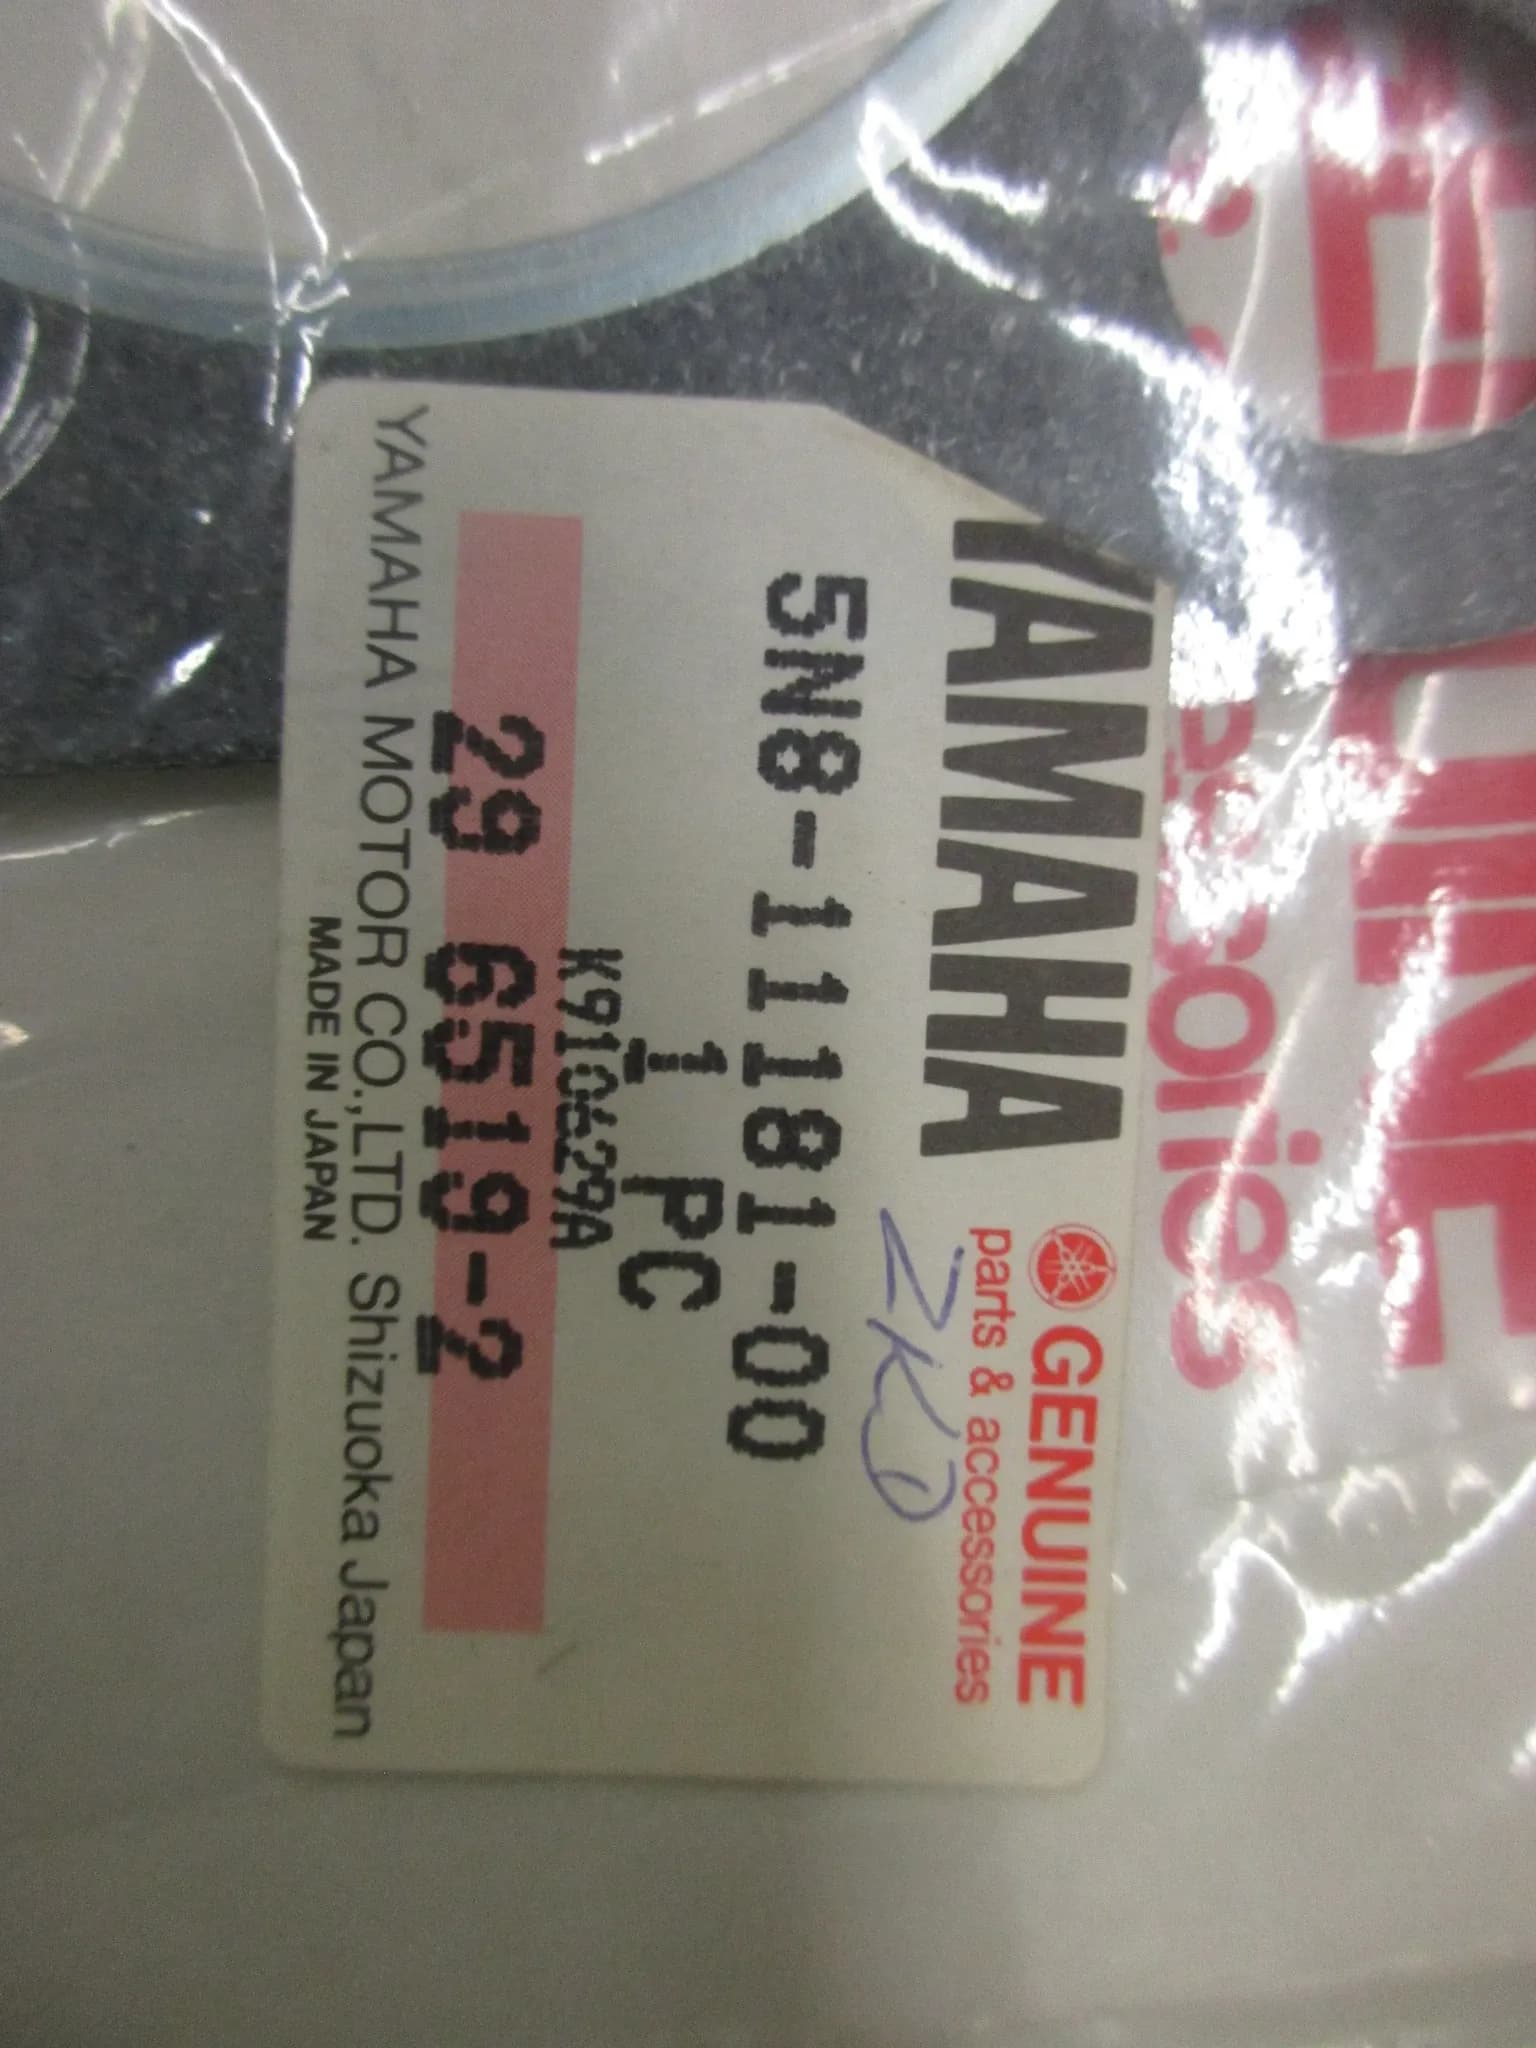 YAMAHA
GENUINE
parts & accessories
ZKD
5N8-11181-00
1 PC
K910629A
29 6519-2
YAMAHA MOTOR CO.,LTD. Shizuoka Japan
MADE IN JAPAN